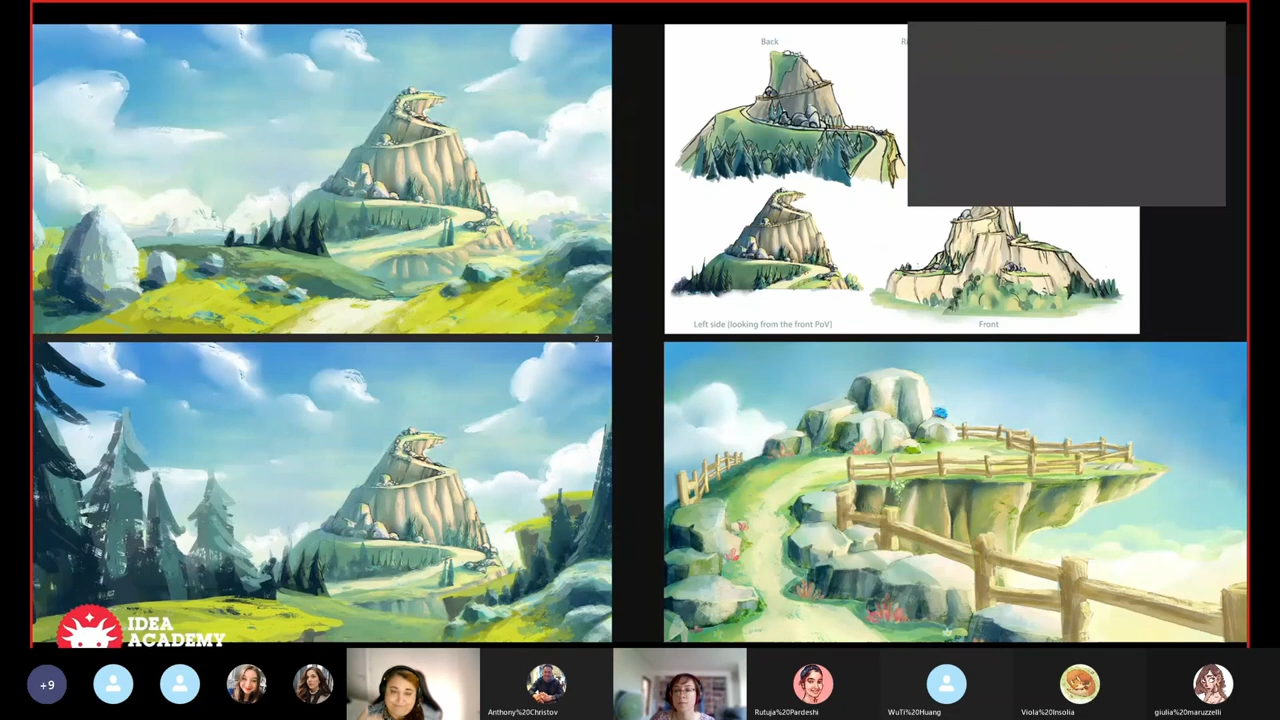 Back
Left side [looking from the front PoV]
Front
2
IDEA
ACADEMY
+9
Anthony%20Christov
Rutuja%20Pardeshi
WuTi%20Huang
Viola%20Insolia
giulia%20maruzzelli